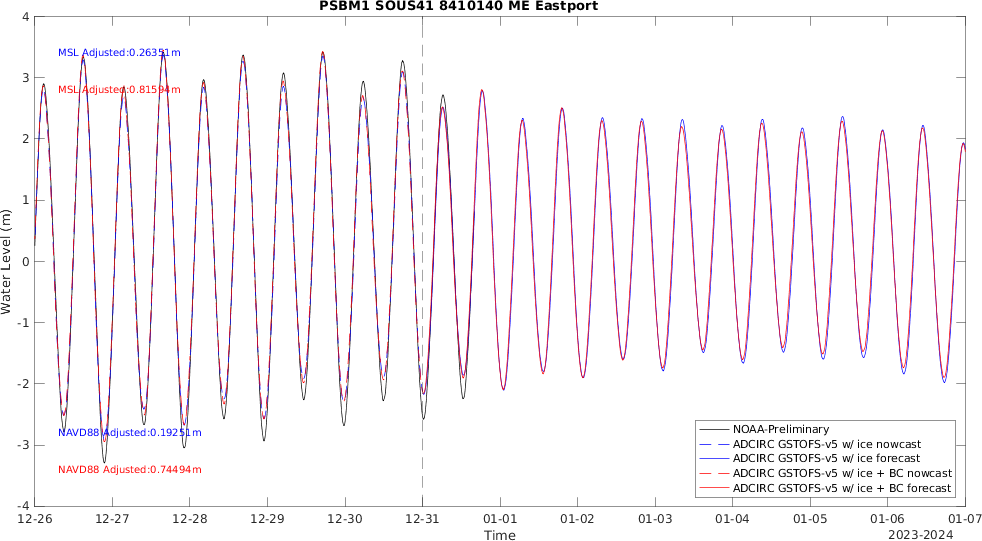 PSBM1 SOUS41 8410140 ME Eastport
4
3
2
1
0
-1
-2
-3
-4
Water Level (m)
MSL Adjusted:0.26351m
MSL Adjusted:0.81594m
NAVD88 Adjusted:0.19251m
NAVD88 Adjusted:0.74494m
NOAA-Preliminary
ADCIRC GSTOFS-v5 w/ ice nowcast
ADCIRC GSTOFS-v5 w/ ice forecast
ADCIRC GSTOFS-v5 w/ ice + BC nowcast
ADCIRC GSTOFS-v5 w/ ice + BC forecast
12-26 12-27 12-28 12-29 12-30 12-31 01-01 01-02 01-03 01-04 01-05 01-06 01-07
Time
2023-2024